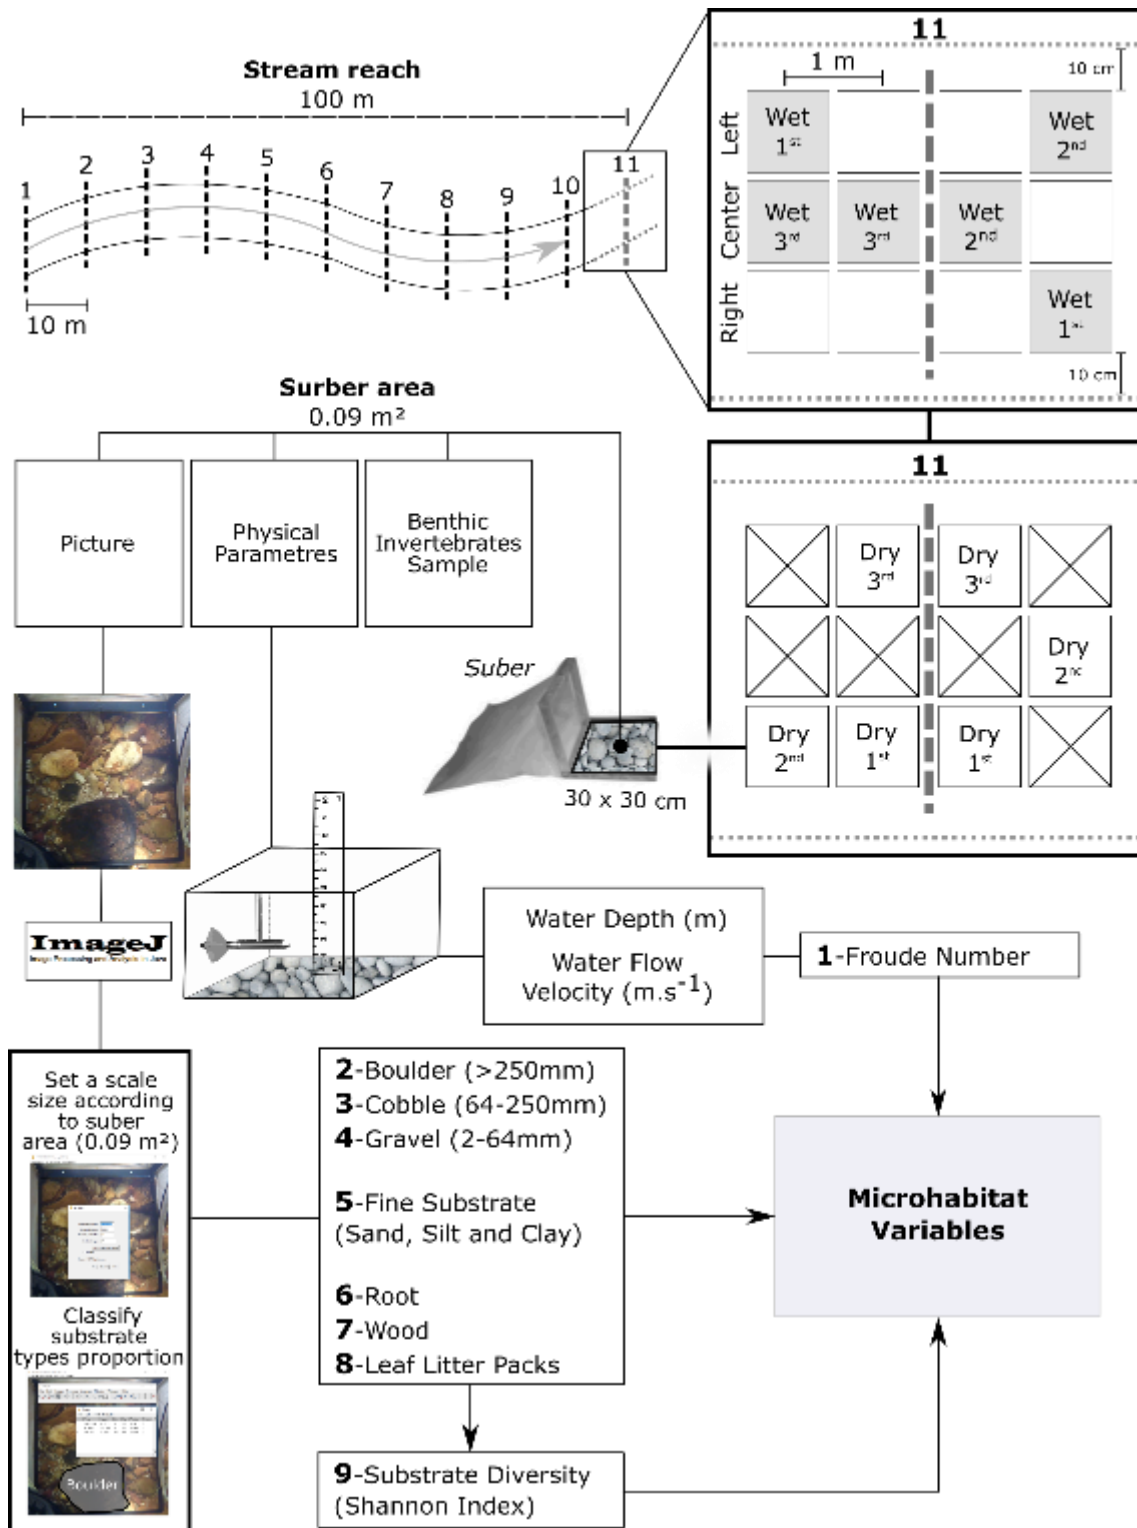 Stream reach
100 m
1
2
3
4
5
6
7
8
9
10
11
10 m
11
1 m
10 cm
Left
Center
Right
Wet
1st
Wet
2nd
Wet
3rd
Wet
3rd
Wet
2nd
Wet
1st
10 cm
Surber area
0.09 m²
Picture
Physical
Parametres
Benthic
Invertebrates
Sample
11
Dry
3rd
Dry
3rd
Dry
2nd
Dry
2nd
Dry
1st
Dry
1st
Suber
30 x 30 cm
ImageJ
Image Processing and Analysis in Java
Water Depth (m)
Water Flow
Velocity (m.s-1)
1-Froude Number
Set a scale
size according
to suber
area (0.09 m²)
Classify
substrate
types proportion
Boulder
2-Boulder (>250mm)
3-Cobble (64-250mm)
4-Gravel (2-64mm)
5-Fine Substrate
(Sand, Silt and Clay)
6-Root
7-Wood
8-Leaf Litter Packs
9-Substrate Diversity
(Shannon Index)
Microhabitat
Variables